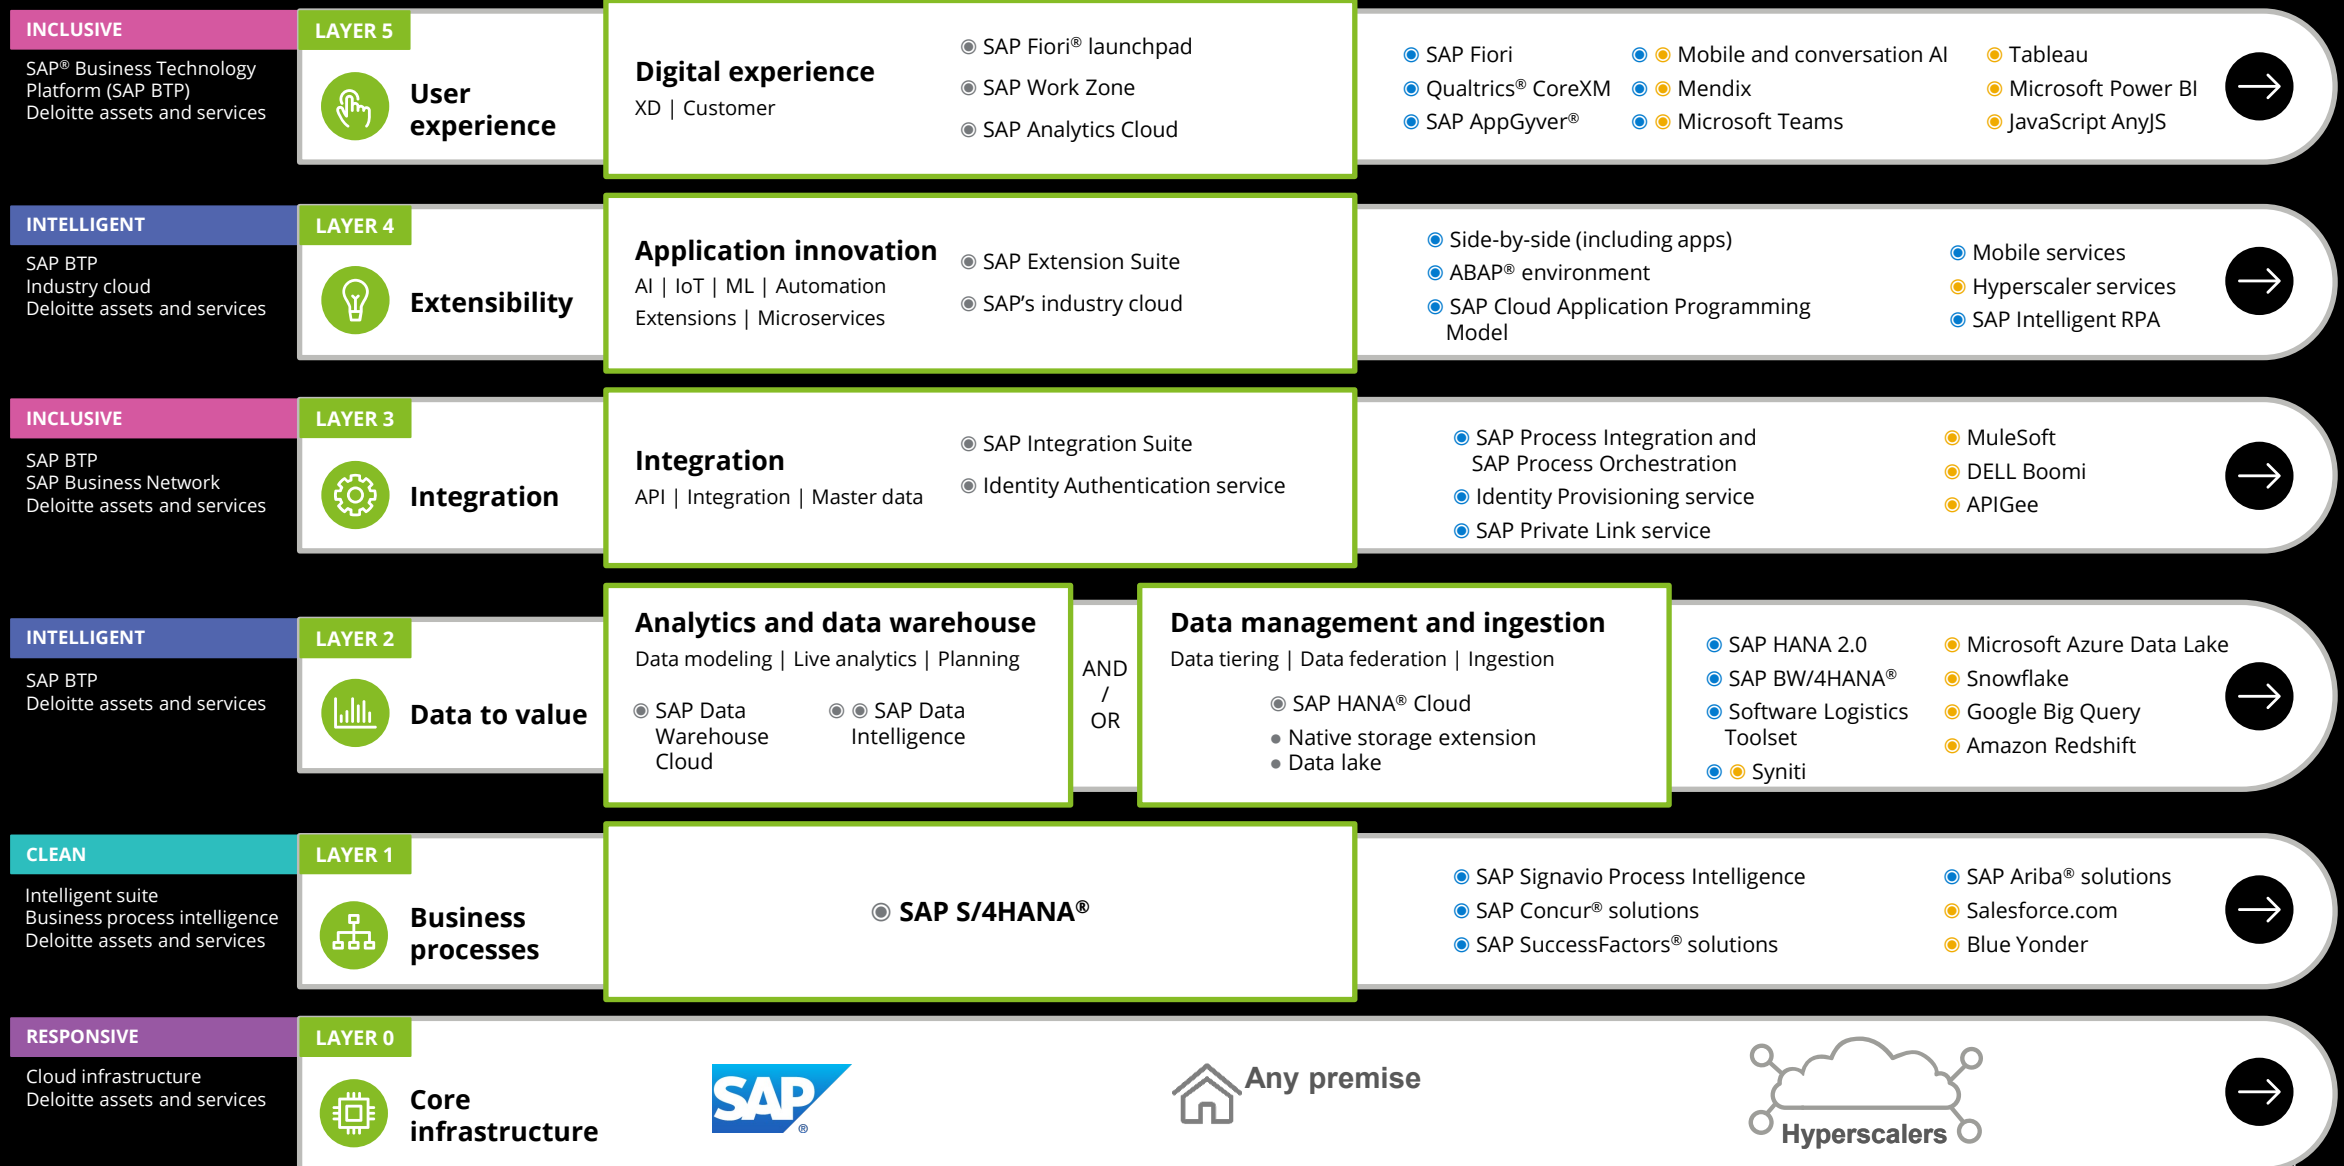 INCLUSIVE
SAP® Business Technology
Platform (SAP BTP)
Deloitte assets and services
LAYER 5
User
experience
Digital experience
XD | Customer
SAP Fiori® launchpad
SAP Work Zone
SAP Analytics Cloud
SAP Fiori
Qualtrics® CoreXM
SAP AppGyver®
Mobile and conversation AI
Mendix
Microsoft Teams
Tableau
Microsoft Power BI
JavaScript AnyJS
INTELLIGENT
SAP BTP
Industry cloud
Deloitte assets and services
LAYER 4
Extensibility
Application innovation
AI | IoT | ML | Automation
Extensions | Microservices
SAP Extension Suite
SAP's industry cloud
Side-by-side (including apps)
ABAP® environment
SAP Cloud Application Programming
Model
Mobile services
Hyperscaler services
SAP Intelligent RPA
INCLUSIVE
SAP BTP
SAP Business Network
Deloitte assets and services
LAYER 3
Integration
Integration
API | Integration | Master data
SAP Integration Suite
Identity Authentication service
SAP Process Integration and
SAP Process Orchestration
Identity Provisioning service
SAP Private Link service
MuleSoft
DELL Boomi
APIGee
INTELLIGENT
SAP BTP
Deloitte assets and services
LAYER 2
Data to value
Analytics and data warehouse
Data modeling | Live analytics | Planning
SAP Data
Warehouse
Cloud
SAP Data
Intelligence
AND
/
OR
Data management and ingestion
Data tiering | Data federation | Ingestion
SAP HANA® Cloud
Native storage extension
Data lake
SAP HANA 2.0
SAP BW/4HANA®
Software Logistics
Toolset
Syniti
Microsoft Azure Data Lake
Snowflake
Google Big Query
Amazon Redshift
CLEAN
Intelligent suite
Business process intelligence
Deloitte assets and services
LAYER 1
Business
processes
SAP S/4HANA®
SAP Signavio Process Intelligence
SAP Concur® solutions
SAP SuccessFactors® solutions
SAP Ariba® solutions
Salesforce.com
Blue Yonder
RESPONSIVE
Cloud infrastructure
Deloitte assets and services
LAYER 0
Core
infrastructure
SAP®
Any premise
Hyperscalers